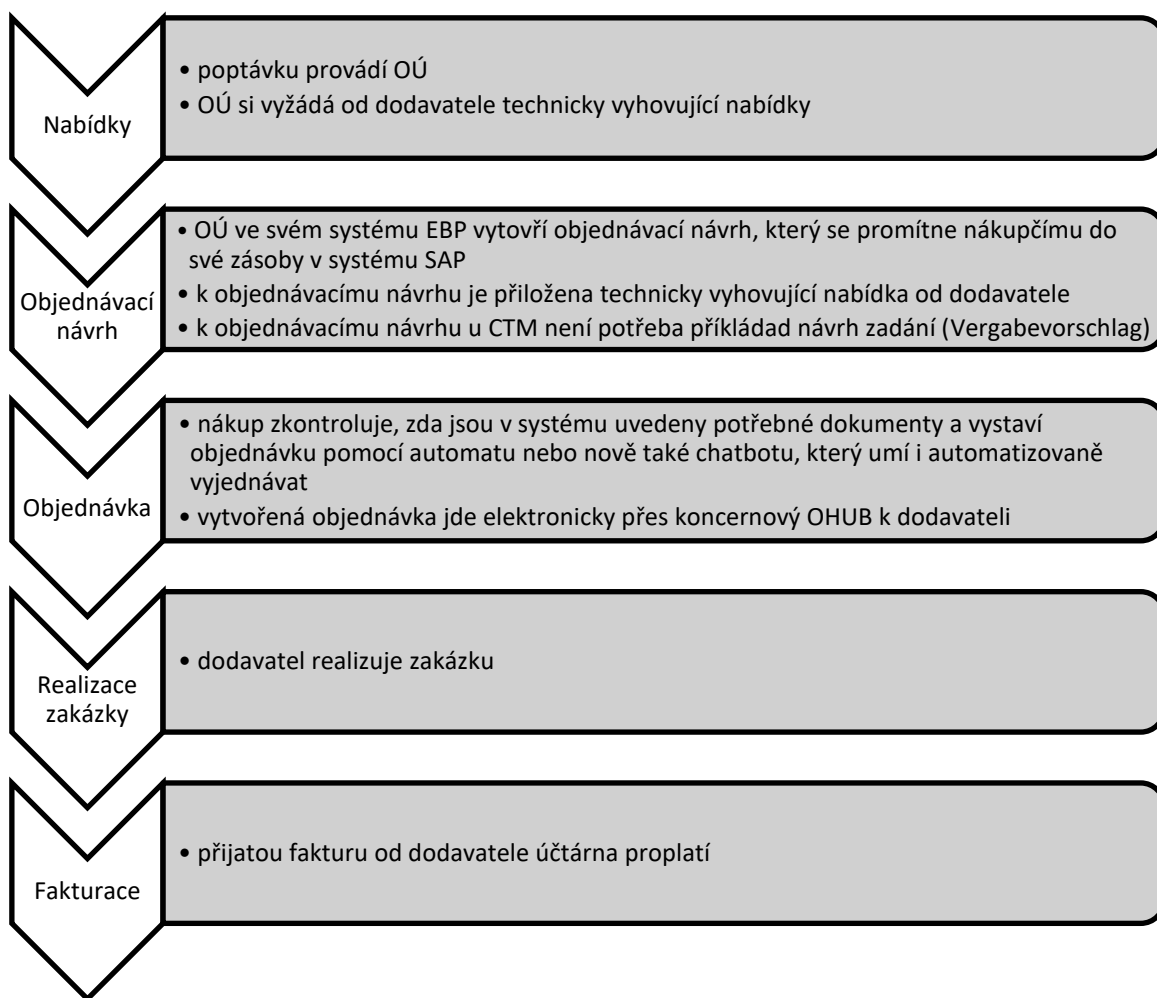 Nabídky
• poptávku provádí OÚ
• OÚ si vyžádá od dodavatele technicky vyhovující nabídky
Objednávací
návrh
• OÚ ve svém systému EBP vytovří objednávací návrh, který se promítne nákupčímu do
své zásoby v systému SAP
• k objednávacímu návrhu je přiložena technicky vyhovující nabídka od dodavatele
• k objednávacímu návrhu u CTM není potřeba příkládad návrh zadání (Vergabevorschlag)
Objednávka
• nákup zkontroluje, zda jsou v systému uvedeny potřebné dokumenty a vystaví
objednávku pomocí automatu nebo nově také chatbotu, který umí i automatizovaně
vyjednávat
• vytvořená objednávka jde elektronicky přes koncernový OHUB k dodavateli
Realizace
zakázky
• dodavatel realizuje zakázku
Fakturace
• přijatou fakturu od dodavatele účtárna proplatí